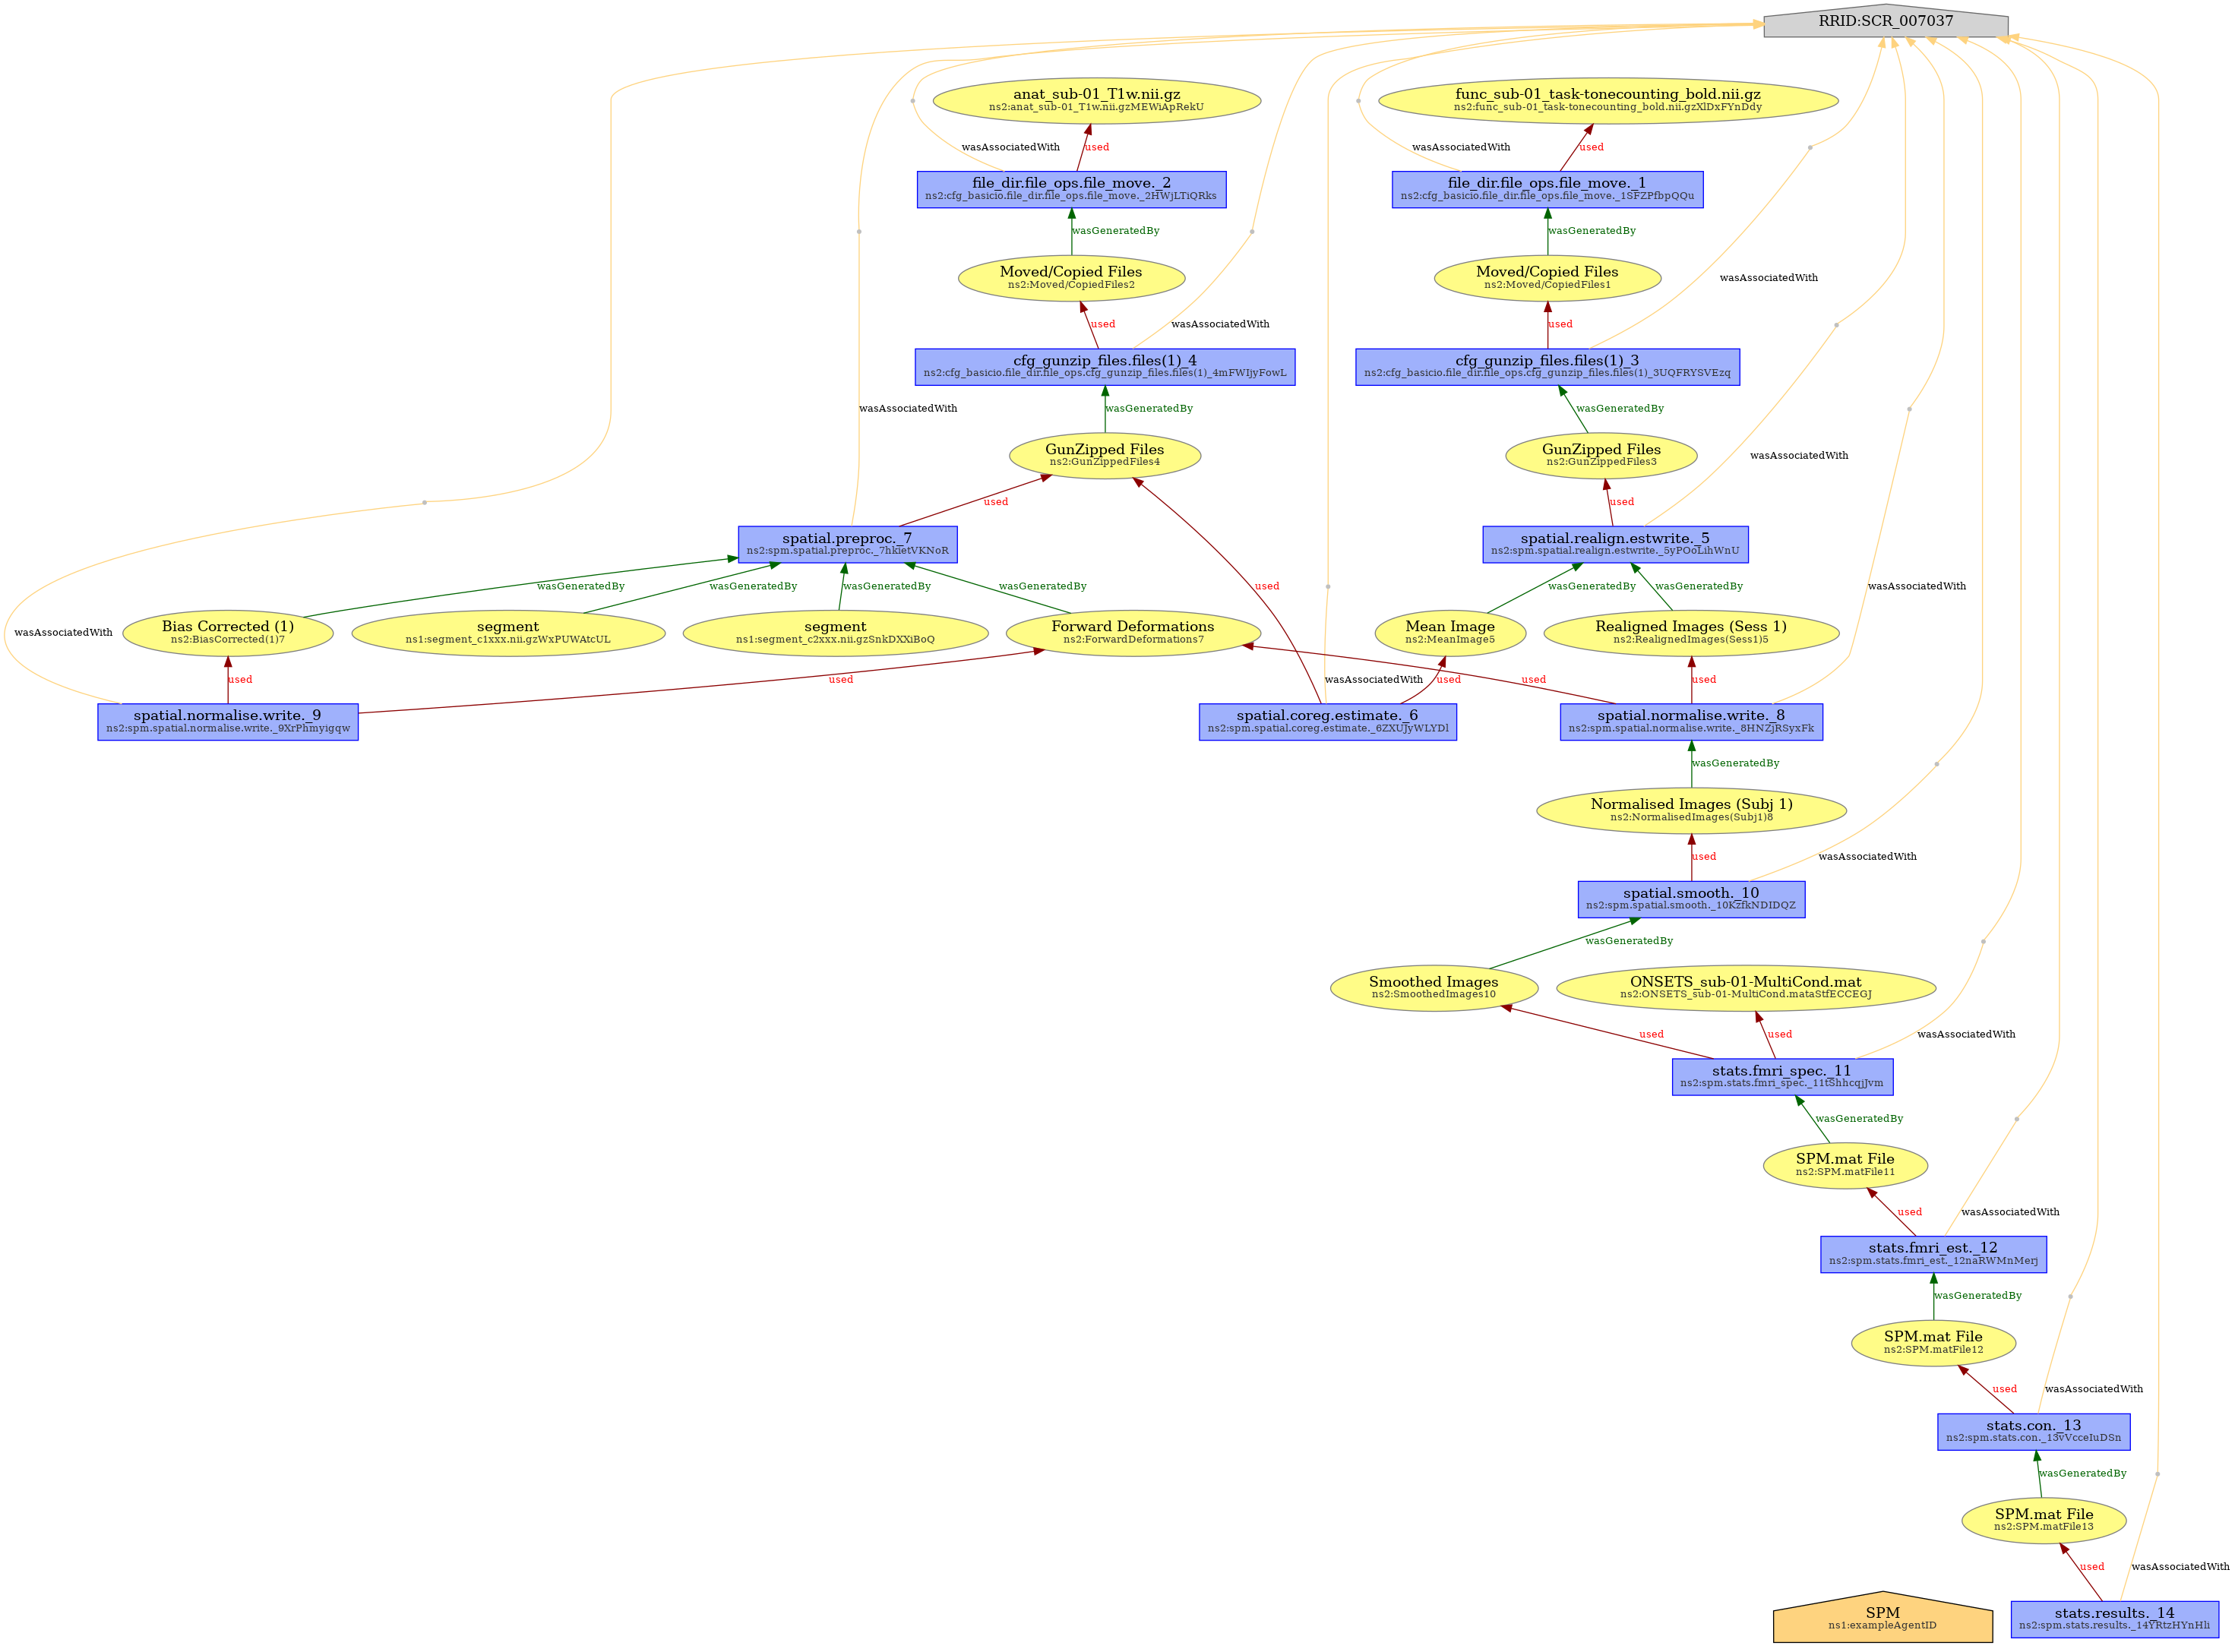 RRID:SCR_007037
anat_sub-01_T1w.nii.gz
ns2:anat_sub-01_T1w.nii.gzMEWiApRekU
func_sub-01_task-tonecounting_bold.nii.gz
ns2:func_sub-01_task-tonecounting_bold.nii.gzXlDxFYnDdy
wasAssociatedWith
used
wasAssociatedWith
used
file_dir.file_ops.file_move._2
ns2:cfg_basicio.file_dir.file_ops.file_move._2HWjLTiQRks
file_dir.file_ops.file_move._1
ns2:cfg_basicio.file_dir.file_ops.file_move._1SFZPfbpQQu
wasGeneratedBy
wasGeneratedBy
Moved/Copied Files
ns2:Moved/CopiedFiles2
Moved/Copied Files
ns2:Moved/CopiedFiles1
wasAssociatedWith
used
wasAssociatedWith
used
cfg_gunzip_files.files(1)_4
ns2:cfg_basicio.file_dir.file_ops.cfg_gunzip_files.files(1)_4mFWIjyFowL
cfg_gunzip_files.files(1)_3
ns2:cfg_basicio.file_dir.file_ops.cfg_gunzip_files.files(1)_3UQFRYSVEzq
wasAssociatedWith
wasGeneratedBy
wasGeneratedBy
GunZipped Files
ns2:GunZippedFiles4
GunZipped Files
ns2:GunZippedFiles3
wasAssociatedWith
used
used
spatial.preproc._7
ns2:spm.spatial.preproc._7hkietVKNoR
spatial.realign.estwrite._5
ns2:spm.spatial.realign.estwrite._5yPOoLihWnU
wasGeneratedBy
wasGeneratedBy
wasGeneratedBy
wasGeneratedBy
used
wasGeneratedBy
wasGeneratedBy
wasAssociatedWith
wasAssociatedWith
Bias Corrected (1)
ns2:BiasCorrected(1)7
segment
ns1:segment_c1xxx.nii.gzWxPUWAtcUL
segment
ns1:segment_c2xxx.nii.gzSnkDXXiBoQ
Forward Deformations
ns2:ForwardDeformations7
Mean Image
ns2:MeanImage5
Realigned Images (Sess 1)
ns2:RealignedImages(Sess1)5
used
used
wasAssociatedWith
used
used
used
spatial.normalise.write._9
ns2:spm.spatial.normalise.write._9XrPhmyigqw
spatial.coreg.estimate._6
ns2:spm.spatial.coreg.estimate._6ZXUJyWLYDl
spatial.normalise.write._8
ns2:spm.spatial.normalise.write._8HNZjRSyxFk
wasGeneratedBy
Normalised Images (Subj 1)
ns2:NormalisedImages(Subj1)8
used
wasAssociatedWith
spatial.smooth._10
ns2:spm.spatial.smooth._10KzfkNDIDQZ
wasGeneratedBy
Smoothed Images
ns2:SmoothedImages10
ONSETS_sub-01-MultiCond.mat
ns2:ONSETS_sub-01-MultiCond.mataStfECCEGJ
used
used
wasAssociatedWith
stats.fmri_spec._11
ns2:spm.stats.fmri_spec._11tShhcqjJvm
wasGeneratedBy
SPM.mat File
ns2:SPM.matFile11
used
wasAssociatedWith
stats.fmri_est._12
ns2:spm.stats.fmri_est._12naRWMnMerj
wasGeneratedBy
SPM.mat File
ns2:SPM.matFile12
used
wasAssociatedWith
stats.con._13
ns2:spm.stats.con._13vVcceIuDSn
wasGeneratedBy
SPM.mat File
ns2:SPM.matFile13
used
wasAssociatedWith
SPM
ns1:exampleAgentID
stats.results._14
ns2:spm.stats.results._14YRtzHYnHli